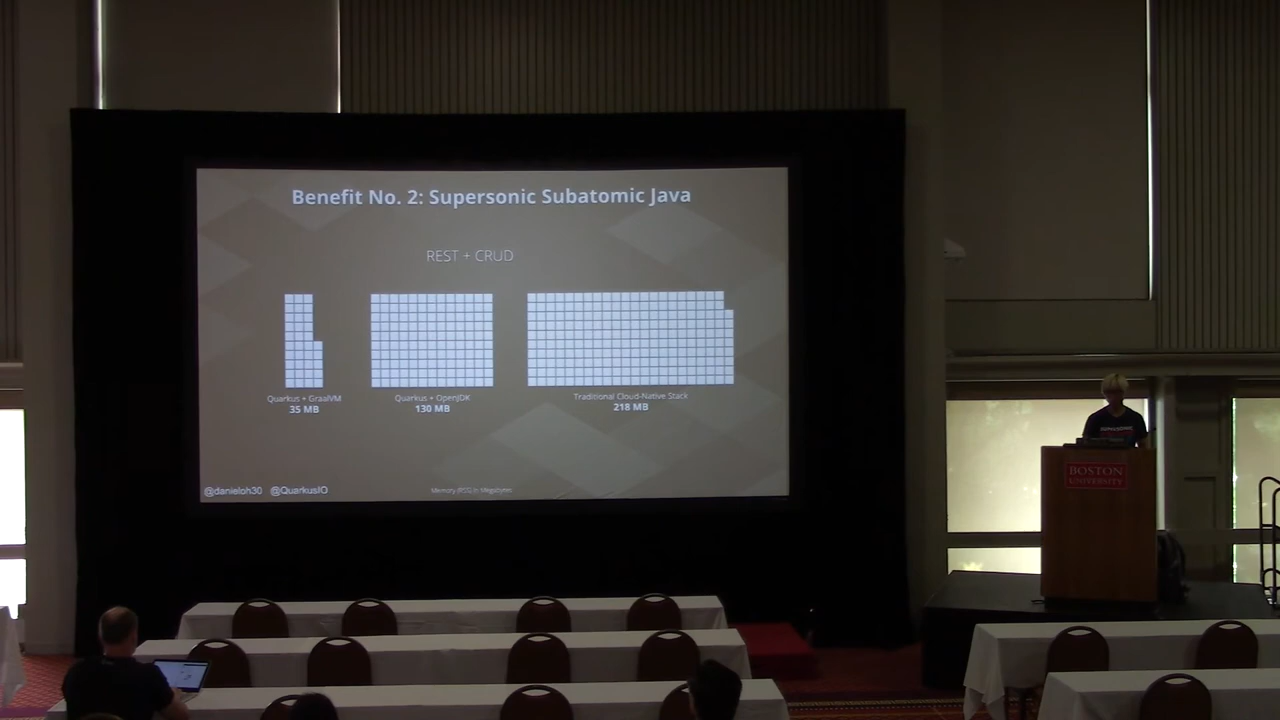 Benefit No. 2: Supersonic Subatomic Java
REST + CRUD
Quarkus + GraalVM
35 MB
Quarkus + OpenJDK
130 MB
Traditional Cloud-Native Stack
218 MB
@danieloh30 @QuarkusIO
Memory (RSS) in Megabytes
BOSTON
UNIVERSITY
SUPERSONIC